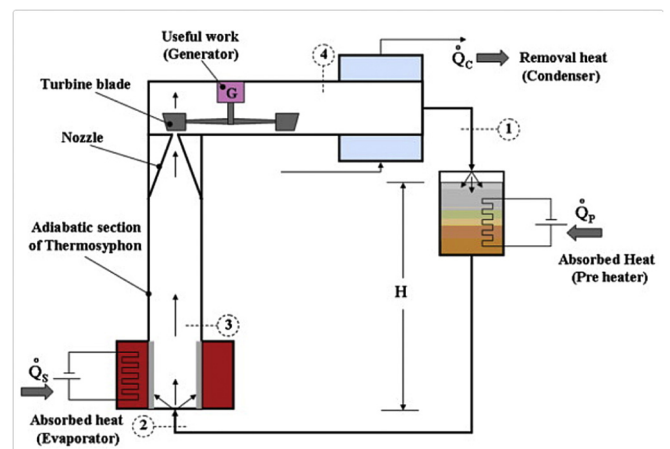 Useful work
(Generator)
4
Q̊C
Removal heat
(Condenser)
Turbine blade
G
1
Nozzle
Q̊P
Adiabatic section
of Thermosyphon
Absorbed Heat
(Pre heater)
H
3
Q̊S
Absorbed heat
(Evaporator)
2